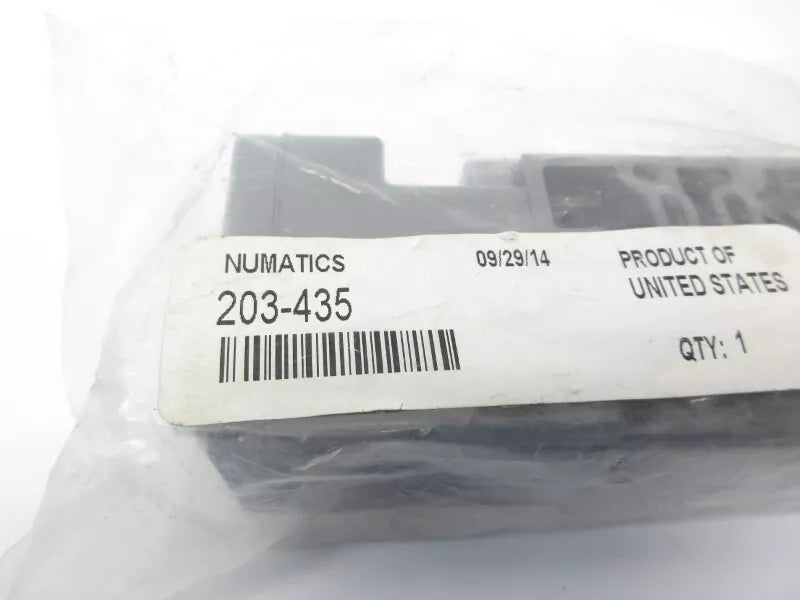 NUMATICS 09/29/14 PRODUCT OF
203-435 UNITED STATES
QTY: 1